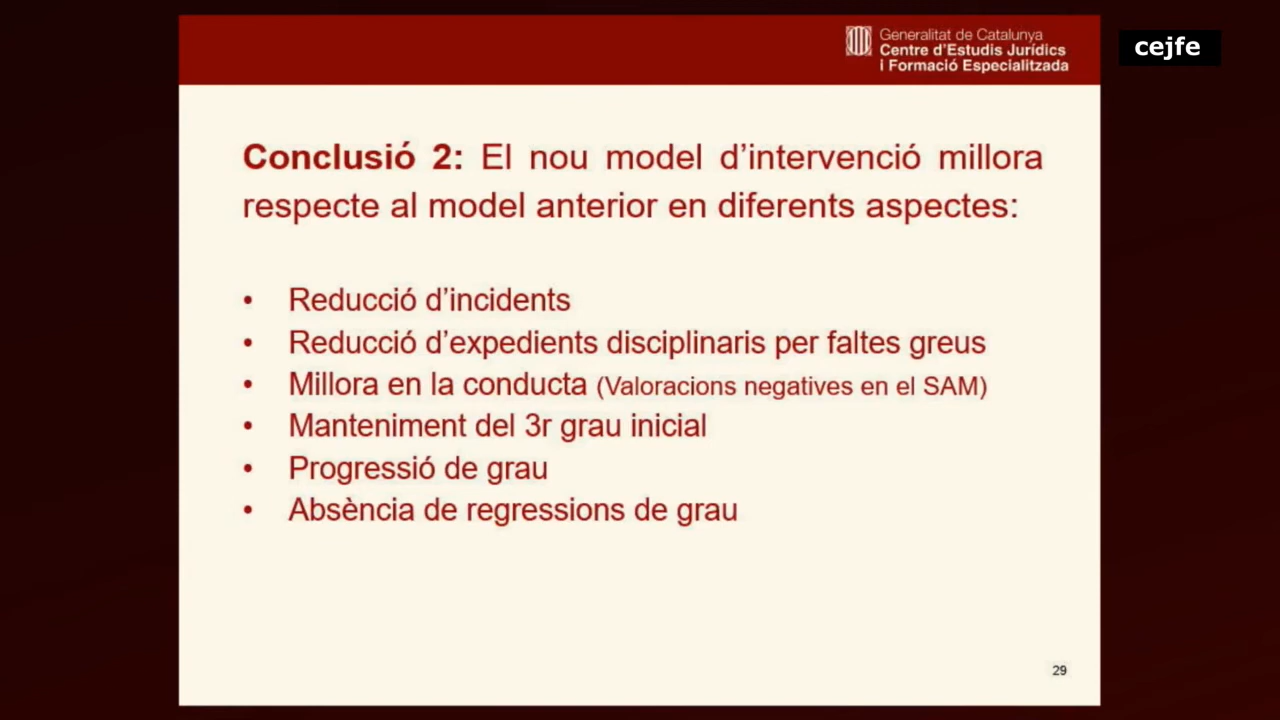 Generalitat de Catalunya
Centre d'Estudis Jurídics
i Formació Especialitzada
cejfe
Conclusió 2: El nou model d'intervenció millora
respecte al model anterior en diferents aspectes:
• Reducció d'incidents
• Reducció d'expedients disciplinaris per faltes greus
• Millora en la conducta (Valoracions negatives en el SAM)
• Manteniment del 3r grau inicial
• Progressió de grau
• Absència de regressions de grau
29